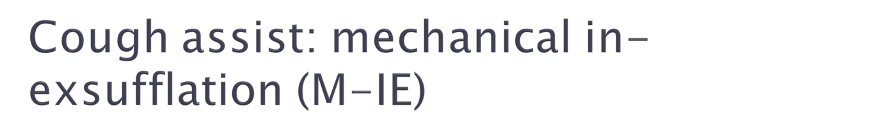 Cough assist: mechanical in-
exsufflation (M-IE)